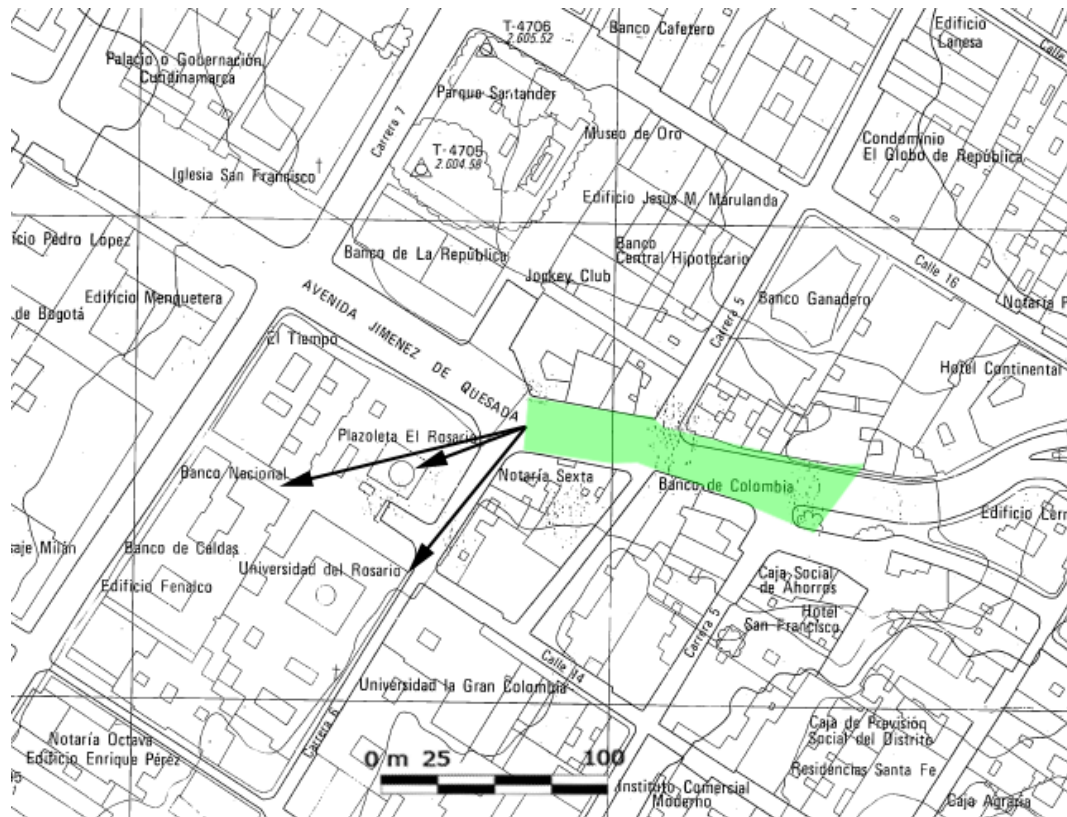 T-4706
2.605.52
Banco Cafetero
Edificio
Lanesa
Calle
Palacio o Gobernación
Cundinamarca
Parque Santander
Carrera 7
Museo de Oro
T-4705
2.604.58
Condominio
El Globo de República
Iglesia San Fransisco
Edificio Jesus M. Marulanda
icio Pedro López
Banco de La República
Banco
Central Hipotecario
Calle 16
Jockey Club
Edificio Menquetera
de Bogotá
Banco Ganadero
Notaría P
AVENIDA JIMENEZ DE QUESADA
Carrera 5
El Tiempo
Hotel Continental
Plazoleta El Rosario
Banco Nacional
Notaría Sexta
Banco de Colombia
Edificio Ler
aje Milán
Banco de Caldas
Universidad del Rosario
Edificio Fenalco
Caja Social
de Ahorros
Hotel
San Francisco
Carrera 5
Calle 14
Universidad la Gran Colombia
Carrera 6
Notaría Octava
Edificio Enrique Pérez
Caja de Previsión
Social del Distrito
0 m 25 100
Residencias Santa Fe
Instituto Comercial
Moderno
Caja Agraria